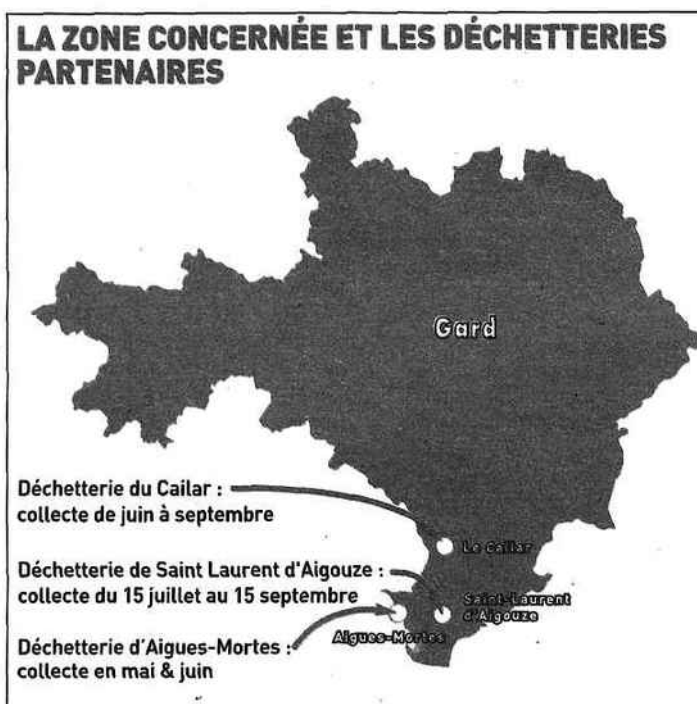 LA ZONE CONCERNÉE ET LES DÉCHETTERIES
PARTENAIRES
Gard
Déchetterie du Cailar :
collecte de juin à septembre
Le Cailar
Déchetterie de Saint Laurent d'Aigouze :
collecte du 15 juillet au 15 septembre
Saint-Laurent
d'Aigouze
Aigues-Mortes
Déchetterie d'Aigues-Mortes :
collecte en mai & juin